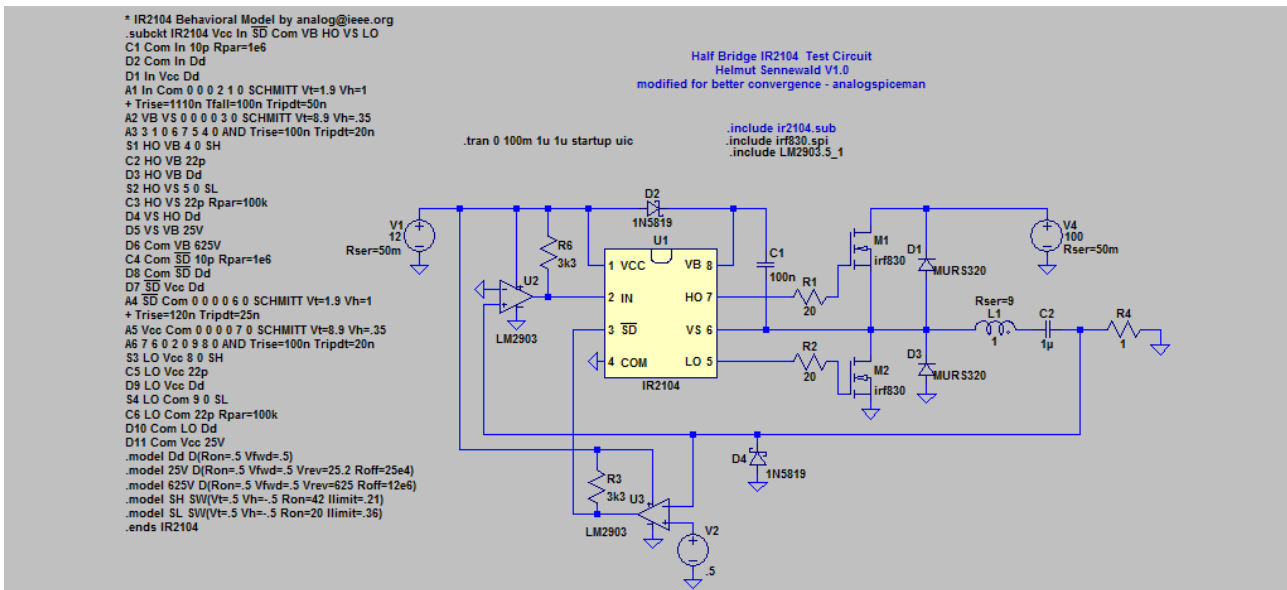 * IR2104 Behavioral Model by analog@ieee.org
.subckt IR2104 Vcc In SD Com VB HO VS LO
C1 Com In 10p Rpar=1e6
D2 Com In Dd
D1 In Vcc Dd
A1 In Com 0 0 0 2 1 0 SCHMITT Vt=1.9 Vh=1
+ Trise=1110n Tfall=100n Tripdt=50n
A2 VB VS 0 0 0 0 3 0 SCHMITT Vt=8.9 Vh=.35
A3 3 1 0 6 7 5 4 0 AND Trise=100n Tripdt=20n
S1 HO VB 4 0 SH
C2 HO VB 22p
D3 HO VB Dd
S2 HO VS 5 0 SL
C3 HO VS 22p Rpar=100k
D4 VS HO Dd
D5 VS VB 25V
D6 Com VB 625V
C4 Com SD 10p Rpar=1e6
D8 Com SD Dd
D7 SD Vcc Dd
A4 SD Com 0 0 0 0 6 0 SCHMITT Vt=1.9 Vh=1
+ Trise=120n Tripdt=25n
A5 Vcc Com 0 0 0 0 7 0 SCHMITT Vt=8.9 Vh=.35
A6 7 6 0 2 0 9 8 0 AND Trise=100n Tripdt=20n
S3 LO Vcc 8 0 SH
C5 LO Vcc 22p
D9 LO Vcc Dd
S4 LO Com 9 0 SL
C6 LO Com 22p Rpar=100k
D10 Com LO Dd
D11 Com Vcc 25V
.model Dd D(Ron=.5 Vfwd=.5)
.model 25V D(Ron=.5 Vfwd=.5 Vrev=25.2 Roff=25e4)
.model 625V D(Ron=.5 Vfwd=.5 Vrev=625 Roff=12e6)
.model SH SW(Vt=.5 Vh=-.5 Ron=42 Ilimit=.21)
.model SL SW(Vt=.5 Vh=-.5 Ron=20 Ilimit=.36)
.ends IR2104
Half Bridge IR2104 Test Circuit
Helmut Sennewald V1.0
modified for better convergence - analogspiceman
.tran 0 100m 1u 1u startup uic
.include ir2104.sub
.include irf830.spi
.include LM2903.5_1
V1
12
Rser=50m
D2
1N5819
R6
3k3
U2
LM2903
U1
1 VCC
VB 8
2 IN
HO 7
3 SD
VS 6
4 COM
LO 5
IR2104
C1
100n
R1
20
R2
20
M1
irf830
M2
irf830
D1
MURS320
D3
MURS320
V4
100
Rser=50m
Rser=9
L1
1
C2
1µ
R4
1
D4
1N5819
R3
3k3
U3
LM2903
V2
.5